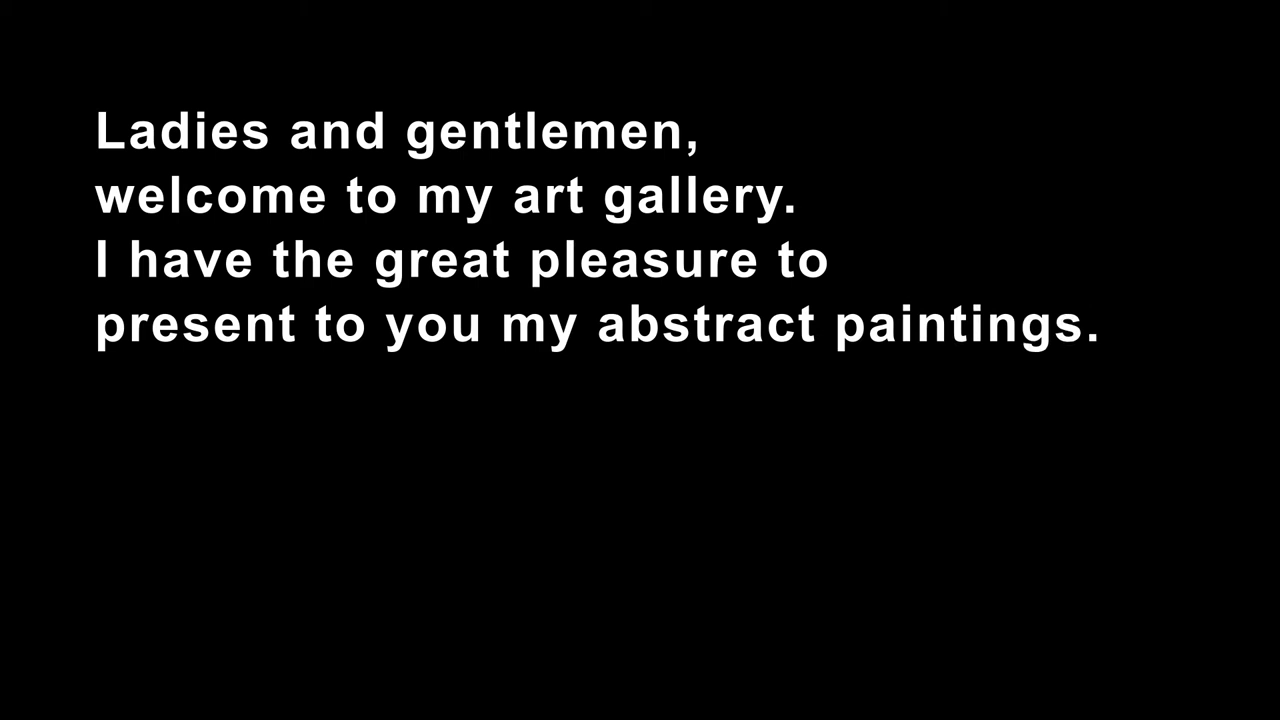 Ladies and gentlemen,
welcome to my art gallery.
I have the great pleasure to
present to you my abstract paintings.